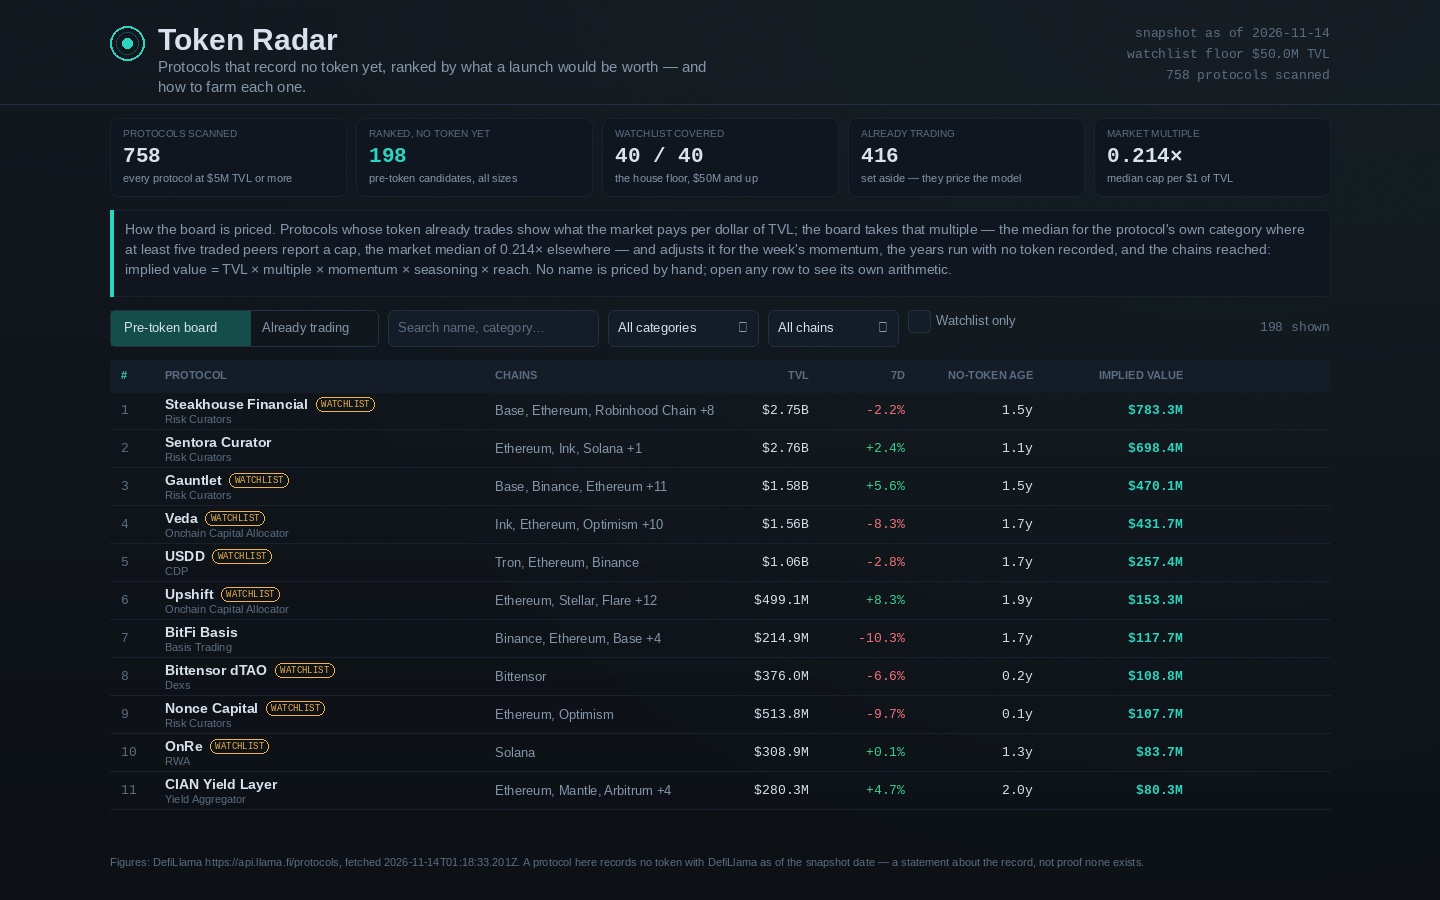 Token Radar
Protocols that record no token yet, ranked by what a launch would be worth — and
how to farm each one.
snapshot as of 2026-11-14
watchlist floor $50.0M TVL
758 protocols scanned
PROTOCOLS SCANNED
758
every protocol at $5M TVL or more
RANKED, NO TOKEN YET
198
pre-token candidates, all sizes
WATCHLIST COVERED
40 / 40
the house floor, $50M and up
ALREADY TRADING
416
set aside — they price the model
MARKET MULTIPLE
0.214×
median cap per $1 of TVL
How the board is priced. Protocols whose token already trades show what the market pays per dollar of TVL; the board takes that multiple — the median for the protocol's own category where
at least five traded peers report a cap, the market median of 0.214× elsewhere — and adjusts it for the week's momentum, the years run with no token recorded, and the chains reached:
implied value = TVL × multiple × momentum × seasoning × reach. No name is priced by hand; open any row to see its own arithmetic.
Pre-token board Already trading Search name, category… All categories All chains Watchlist only 198 shown
# PROTOCOL CHAINS TVL 7D NO-TOKEN AGE IMPLIED VALUE
1 Steakhouse Financial WATCHLIST Base, Ethereum, Robinhood Chain +8 $2.75B -2.2% 1.5y $783.3M
Risk Curators
2 Sentora Curator Ethereum, Ink, Solana +1 $2.76B +2.4% 1.1y $698.4M
Risk Curators
3 Gauntlet WATCHLIST Base, Binance, Ethereum +11 $1.58B +5.6% 1.5y $470.1M
Risk Curators
4 Veda WATCHLIST Ink, Ethereum, Optimism +10 $1.56B -8.3% 1.7y $431.7M
Onchain Capital Allocator
5 USDD WATCHLIST Tron, Ethereum, Binance $1.06B -2.8% 1.7y $257.4M
CDP
6 Upshift WATCHLIST Ethereum, Stellar, Flare +12 $499.1M +8.3% 1.9y $153.3M
Onchain Capital Allocator
7 BitFi Basis Binance, Ethereum, Base +4 $214.9M -10.3% 1.7y $117.7M
Basis Trading
8 Bittensor dTAO WATCHLIST Bittensor $376.0M -6.6% 0.2y $108.8M
Dexs
9 Nonce Capital WATCHLIST Ethereum, Optimism $513.8M -9.7% 0.1y $107.7M
Risk Curators
10 OnRe WATCHLIST Solana $308.9M +0.1% 1.3y $83.7M
RWA
11 CIAN Yield Layer Ethereum, Mantle, Arbitrum +4 $280.3M +4.7% 2.0y $80.3M
Yield Aggregator
Figures: DefiLlama https://api.llama.fi/protocols, fetched 2026-11-14T01:18:33.201Z. A protocol here records no token with DefiLlama as of the snapshot date — a statement about the record, not proof none exists.